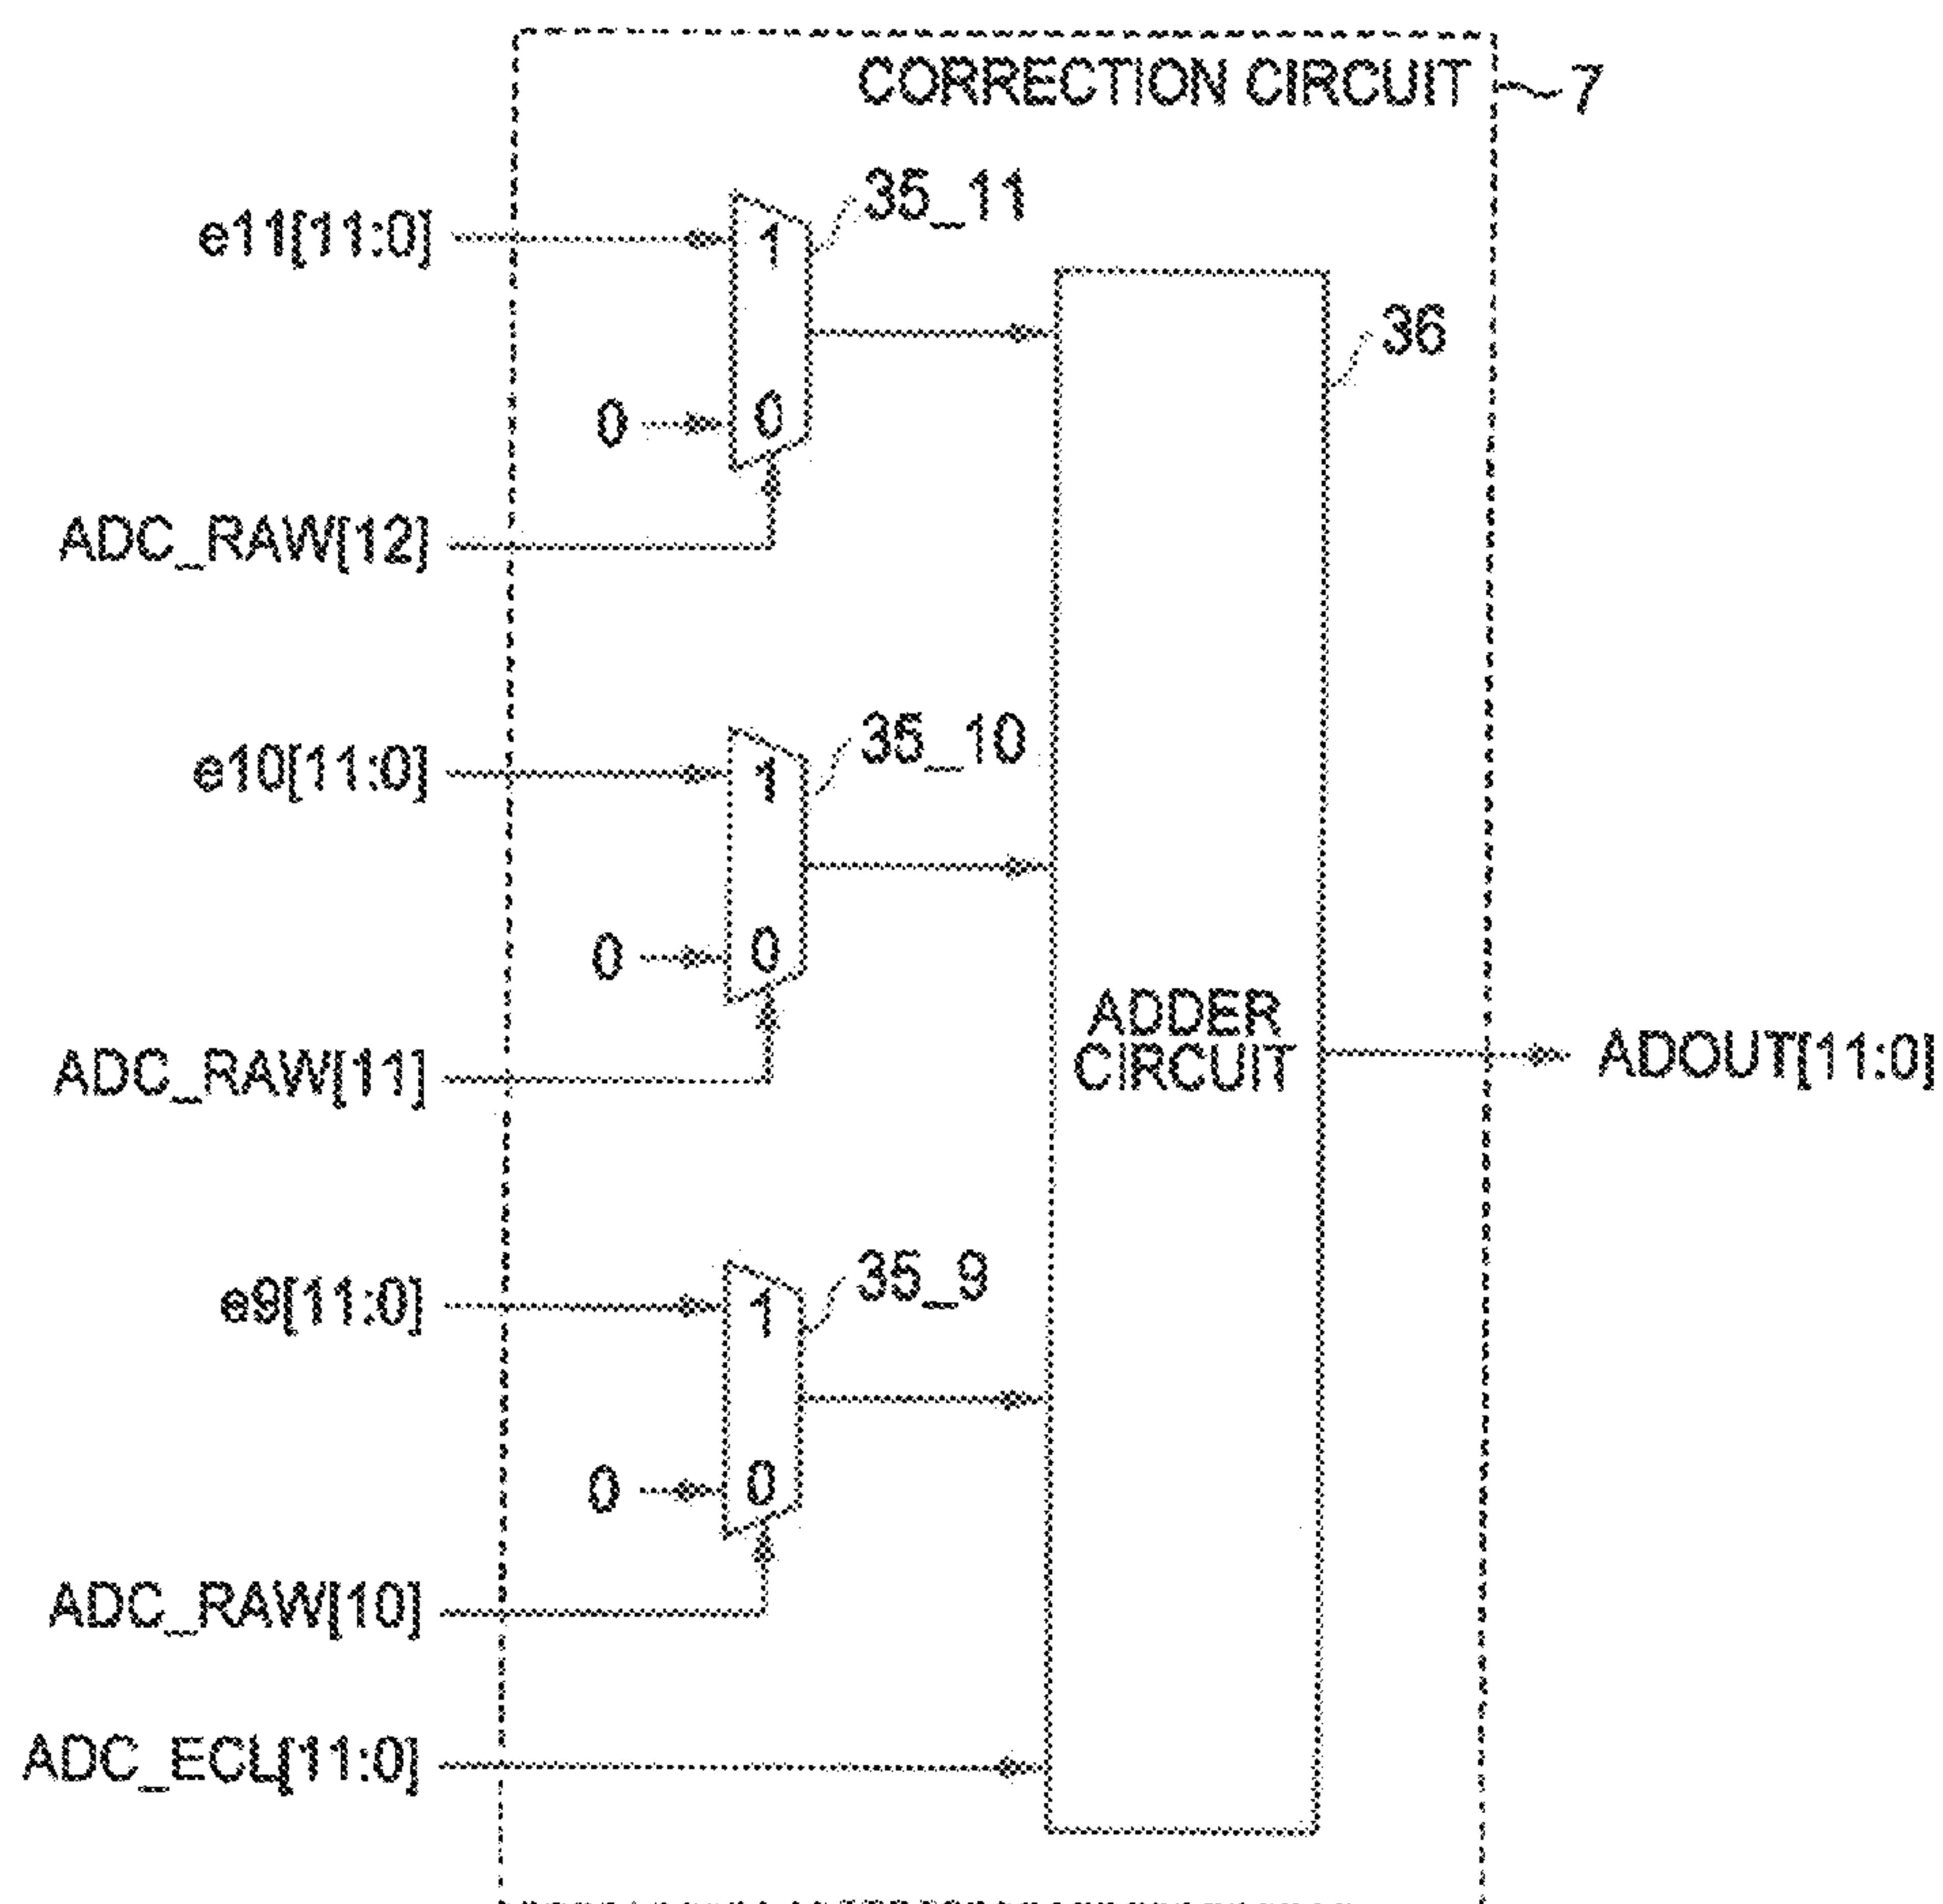 CORRECTION CIRCUIT
7
35_11
e11[11:0]
1
36
0
0
ADC_RAW[12]
35_10
e10[11:0]
1
0
0
ADDER
CIRCUIT
ADOUT[11:0]
ADC_RAW[11]
35_9
e9[11:0]
1
0
0
ADC_RAW[10]
ADC_ECL[11:0]